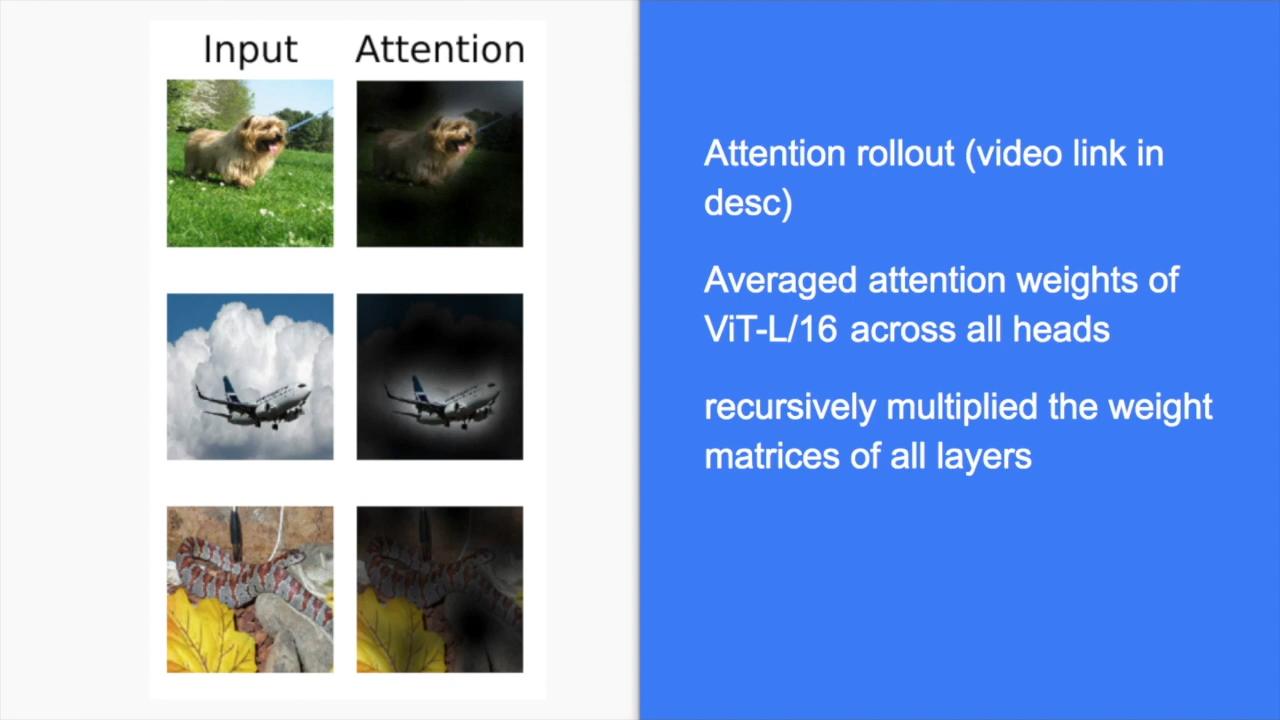 Input Attention
Attention rollout (video link in
desc)
Averaged attention weights of
ViT-L/16 across all heads
recursively multiplied the weight
matrices of all layers